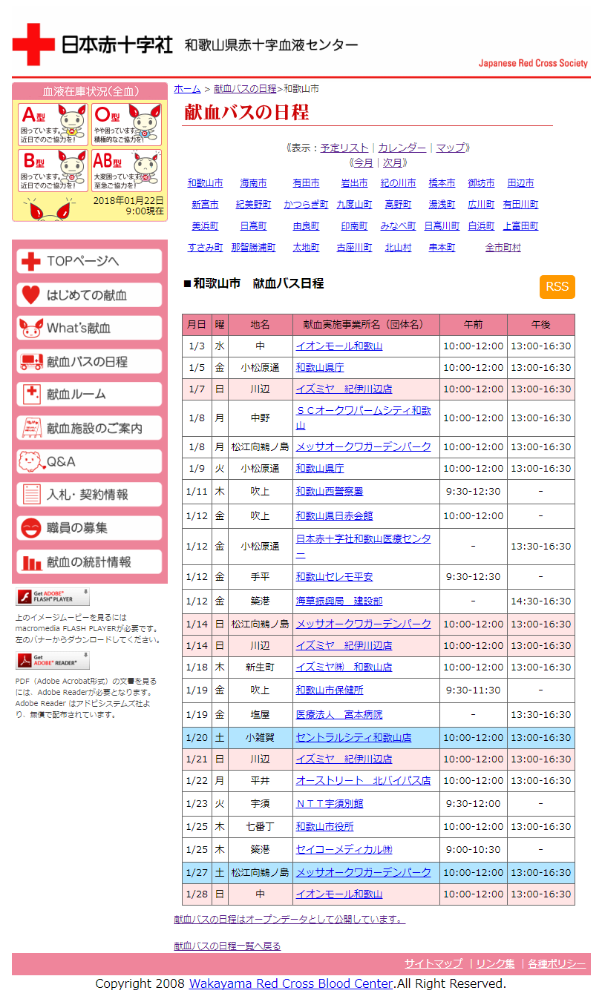 日本赤十字社 和歌山県赤十字血液センター
Japanese Red Cross Society
血液在庫状況(全血)
A型
困っています。
近日でのご協力を!
O型
やや困っています。
積極的なご協力を!
B型
困っています。
近日でのご協力を!
AB型
大変困っています。
至急ご協力を!
2018年01月22日
9:00現在
TOPページへ
はじめての献血
What's献血
献血バスの日程
献血ルーム
献血施設のご案内
Q&A
入札・契約情報
職員の募集
献血の統計情報
Get ADOBE®
FLASH® PLAYER
上のイメージムービーを見るには
macromedia FLASH PLAYERが必要です。
左のバナーからダウンロードしてください。
Get
ADOBE® READER®
PDF（Adobe Acrobat形式）の文書を見る
には、Adobe Readerが必要となります。
Adobe Reader はアドビシステムズ社よ
り、無償で配布されています。
ホーム > 献血バスの日程>和歌山市
献血バスの日程
《表示：予定リスト｜カレンダー｜マップ》
《今月｜次月》
和歌山市 海南市 有田市 岩出市 紀の川市 橋本市 御坊市 田辺市
新宮市 紀美野町 かつらぎ町 九度山町 高野町 湯浅町 広川町 有田川町
美浜町 日高町 由良町 印南町 みなべ町 日高川町 白浜町 上富田町
すさみ町 那智勝浦町 太地町 古座川町 北山村 串本町 全市町村
■和歌山市　献血バス日程
RSS
月日 曜 地名 献血実施事業所名（団体名） 午前 午後
1/3 水 中 イオンモール和歌山 10:00-12:00 13:00-16:30
1/5 金 小松原通 和歌山県庁 10:00-12:00 13:00-16:30
1/7 日 川辺 イズミヤ　紀伊川辺店 10:00-12:00 13:00-16:30
1/8 月 中野 ＳＣオークワパームシティ和歌
山 10:00-12:00 13:00-16:30
1/8 月 松江向鵜ノ島 メッサオークワガーデンパーク 10:00-12:00 13:00-16:30
1/9 火 小松原通 和歌山県庁 10:00-12:00 13:00-16:30
1/11 木 吹上 和歌山西警察署 9:30-12:30 -
1/12 金 吹上 和歌山県日赤会館 10:00-12:00 -
1/12 金 小松原通 日本赤十字社和歌山医療センタ
ー - 13:30-16:30
1/12 金 手平 和歌山セレモ平安 9:30-12:30 -
1/12 金 築港 海草振興局　建設部 - 14:30-16:30
1/14 日 松江向鵜ノ島 メッサオークワガーデンパーク 10:00-12:00 13:00-16:30
1/14 日 川辺 イズミヤ　紀伊川辺店 10:00-12:00 13:00-16:30
1/18 木 新生町 イズミヤ㈱　和歌山店 10:00-12:00 13:00-16:30
1/19 金 吹上 和歌山市保健所 9:30-11:30 -
1/19 金 塩屋 医療法人　宮本病院 - 13:30-16:30
1/20 土 小雑賀 セントラルシティ和歌山店 10:00-12:00 13:00-16:30
1/21 日 川辺 イズミヤ　紀伊川辺店 10:00-12:00 13:00-16:30
1/22 月 平井 オーストリート　北バイパス店 10:00-12:00 13:00-16:30
1/23 火 宇須 ＮＴＴ宇須別館 9:30-12:00 -
1/25 木 七番丁 和歌山市役所 10:00-12:00 13:00-16:30
1/25 木 築港 セイコーメディカル㈱ 9:00-10:30 -
1/27 土 松江向鵜ノ島 メッサオークワガーデンパーク 10:00-12:00 13:00-16:30
1/28 日 中 イオンモール和歌山 10:00-12:00 13:00-16:30
献血バスの日程はオープンデータとして公開しています。
献血バスの日程一覧へ戻る
サイトマップ ｜リンク集 ｜各種ポリシー
Copyright 2008 Wakayama Red Cross Blood Center.All Right Reserved.